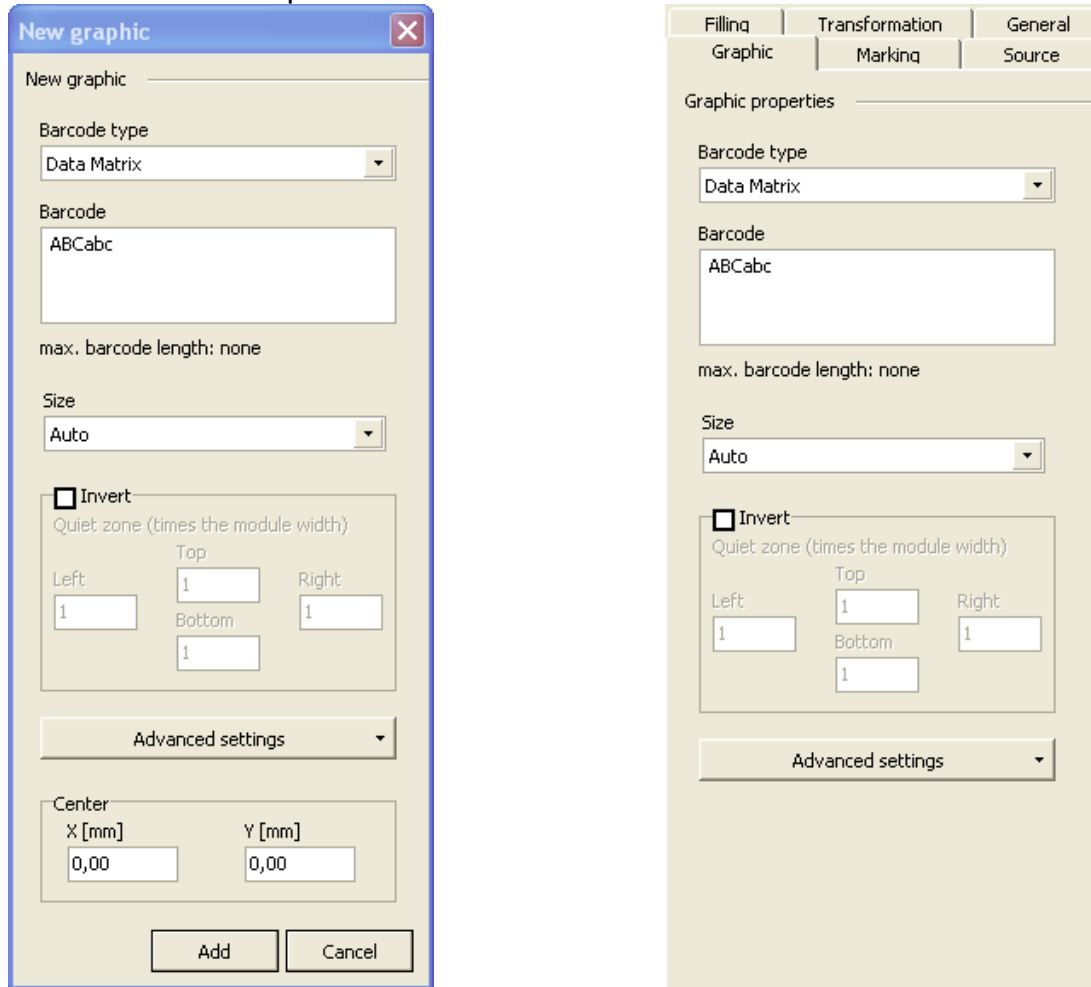 New graphic
New graphic
Barcode type
Data Matrix
Barcode
ABCabc
max. barcode length: none
Size
Auto
Invert
Quiet zone (times the module width)
Top
Left
1
Right
1
Bottom
1
1
Advanced settings
Center
X [mm]
Y [mm]
0,00
0,00
Add
Cancel
Filling
Transformation
General
Graphic
Marking
Source
Graphic properties
Barcode type
Data Matrix
Barcode
ABCabc
max. barcode length: none
Size
Auto
Invert
Quiet zone (times the module width)
Top
Left
1
Right
1
Bottom
1
1
Advanced settings